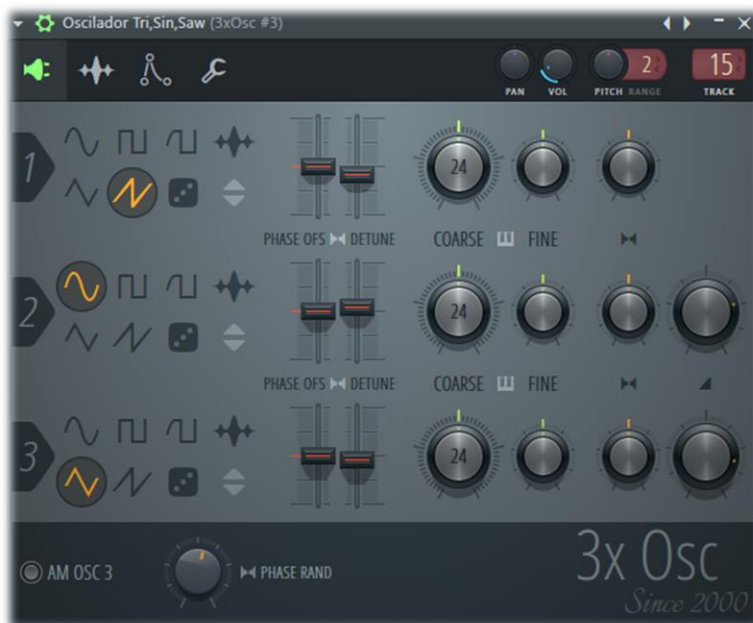 Oscilador Tri,Sin,Saw (3xOsc #3)
2 15
PAN VOL PITCH RANGE TRACK
1 24
PHASE OFS DETUNE COARSE FINE
2 24
PHASE OFS DETUNE COARSE FINE
3 24
AM OSC 3 PHASE RAND
3x Osc
Since 2000